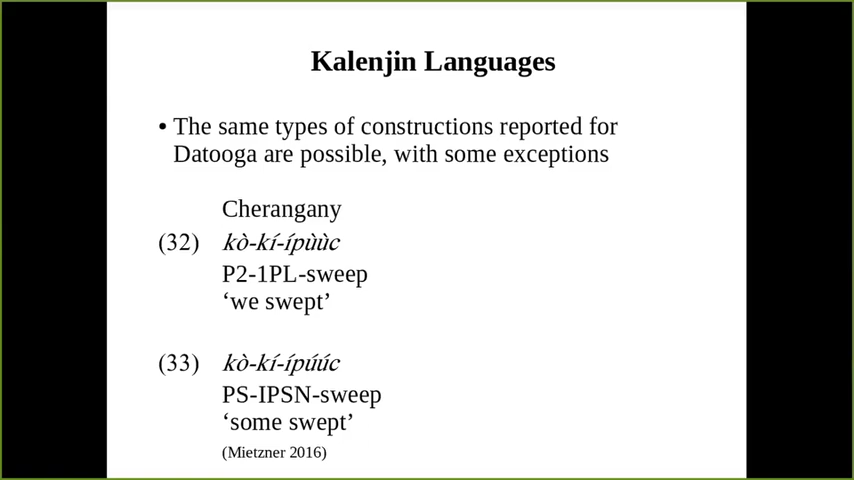 Kalenjin Languages
• The same types of constructions reported for
Datooga are possible, with some exceptions
Cherangany
(32) kò-kí-ípùùc
P2-1PL-sweep
‘we swept’
(33) kò-kí-ípúúc
PS-IPSN-sweep
‘some swept’
(Mietzner 2016)